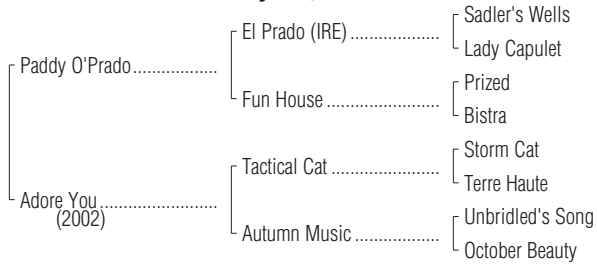 Sadler's Wells
El Prado (IRE) ....................
Lady Capulet
Paddy O'Prado.................
Prized
Fun House .........................
Bistra
Storm Cat
Tactical Cat ........................
Terre Haute
Adore You........................
(2002)
Unbridled's Song
Autumn Music ...................
October Beauty